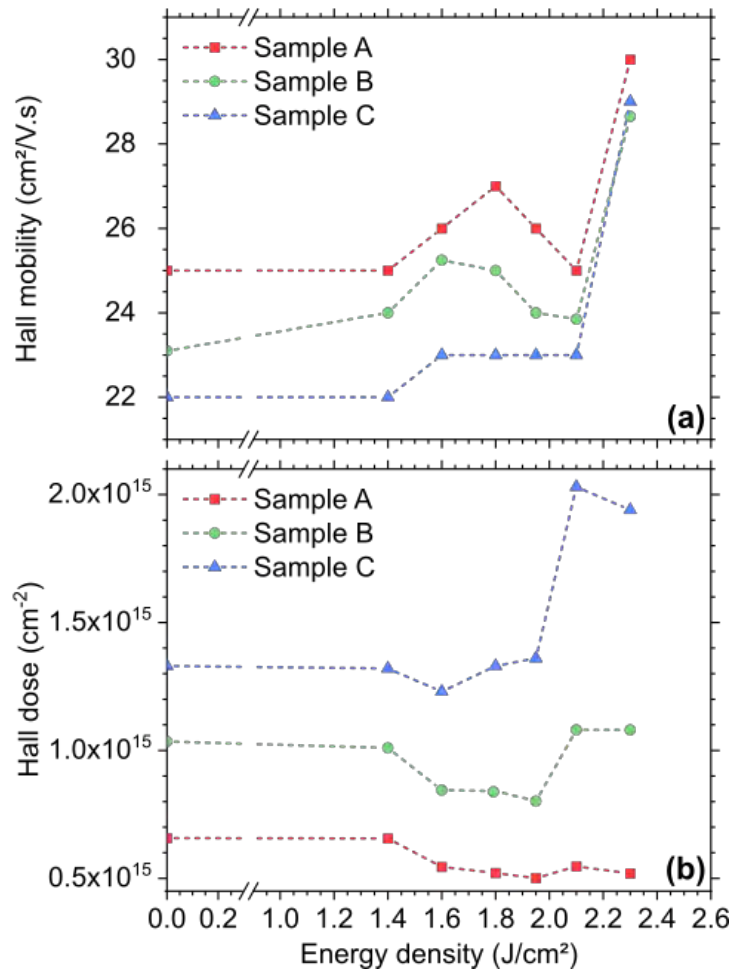 30
28
26
24
22
Hall mobility (cm²/V.s)
Sample A
Sample B
Sample C
(a)
2.0x10¹⁵
1.5x10¹⁵
1.0x10¹⁵
0.5x10¹⁵
Hall dose (cm⁻²)
Sample A
Sample B
Sample C
(b)
0.0 0.2 1.0 1.2 1.4 1.6 1.8 2.0 2.2 2.4 2.6
Energy density (J/cm²)